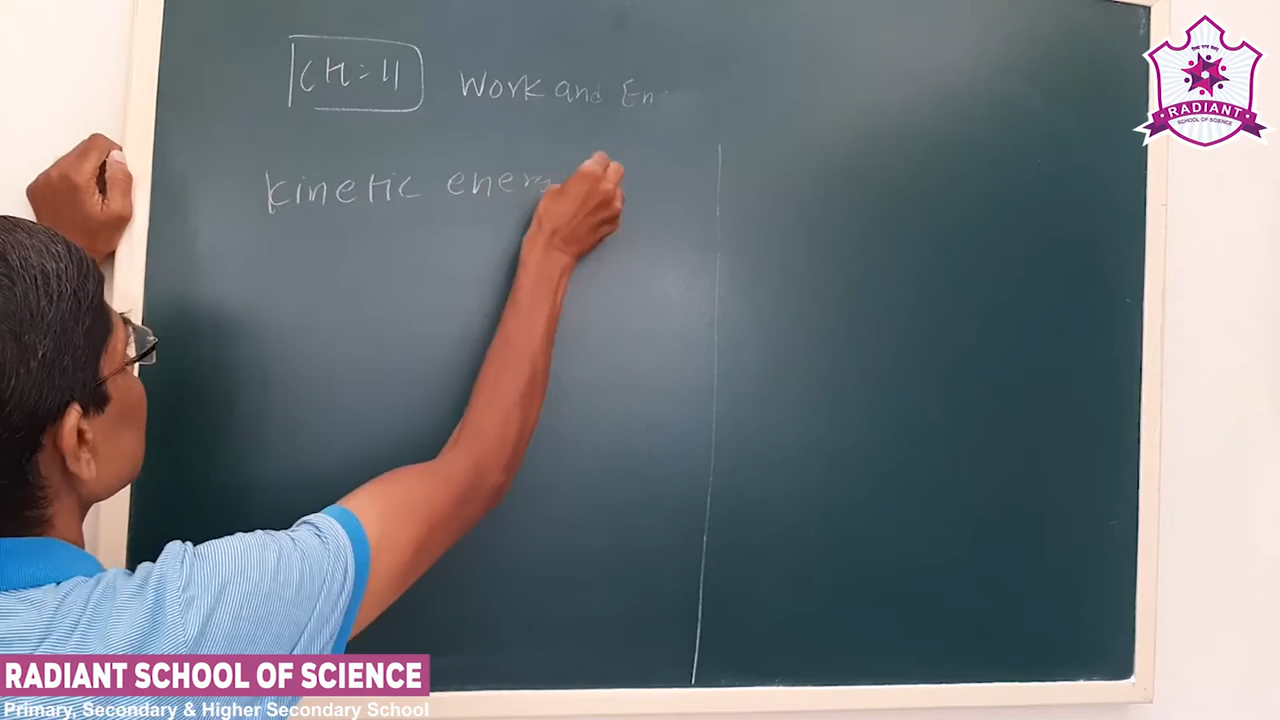 CH = 11 Work and En
Kinetic energ
RADIANT
SCHOOL OF SCIENCE
RADIANT SCHOOL OF SCIENCE
Primary, Secondary & Higher Secondary School